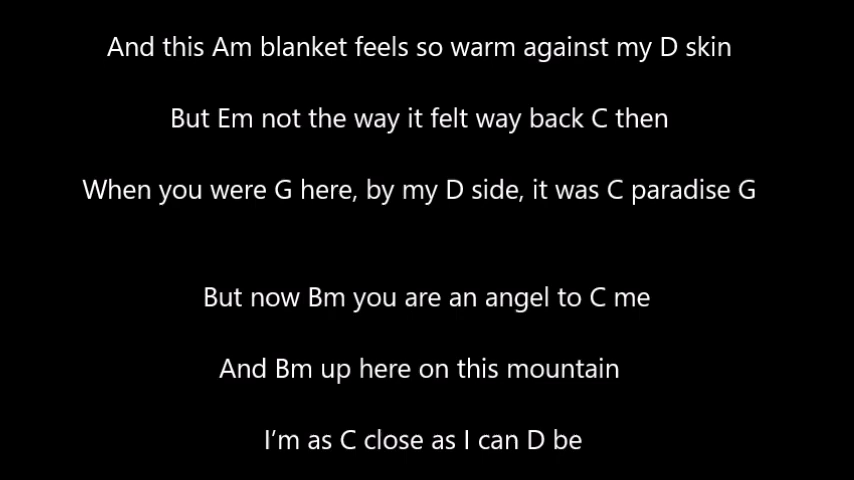 And this Am blanket feels so warm against my D skin
But Em not the way it felt way back C then
When you were G here, by my D side, it was C paradise G
But now Bm you are an angel to C me
And Bm up here on this mountain
I’m as C close as I can D be